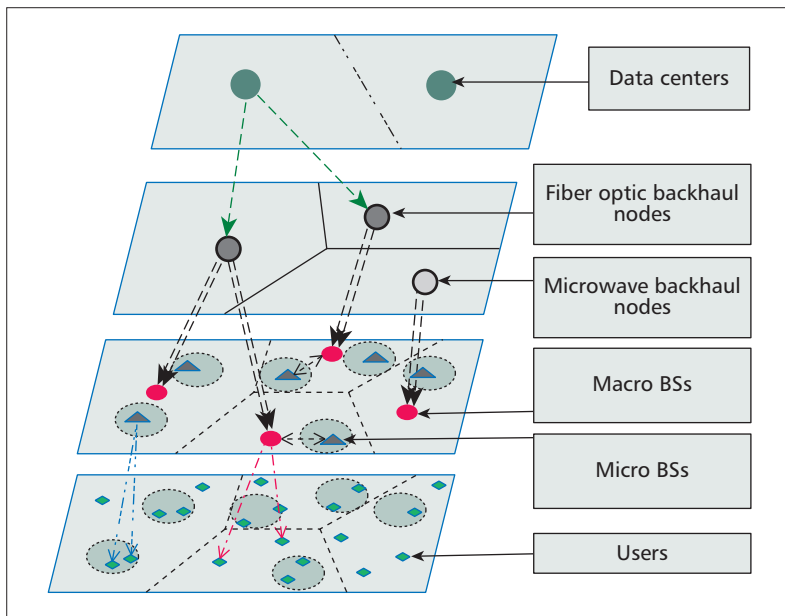 Data centers
Fiber optic backhaul
nodes
Microwave backhaul
nodes
Macro BSs
Micro BSs
Users